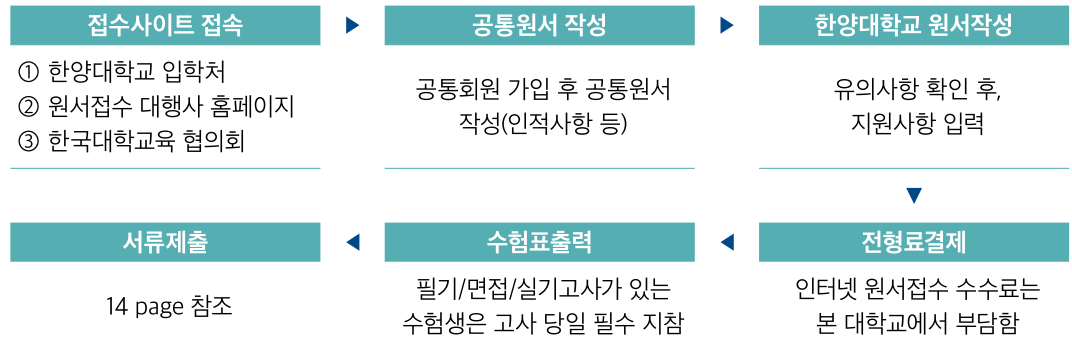 접수사이트 접속
① 한양대학교 입학처
② 원서접수 대행사 홈페이지
③ 한국대학교육 협의회
▶
공통원서 작성
공통회원 가입 후 공통원서
작성(인적사항 등)
▶
한양대학교 원서작성
유의사항 확인 후,
지원사항 입력
▼
전형료결제
인터넷 원서접수 수수료는
본 대학교에서 부담함
◀
수험표출력
필기/면접/실기고사가 있는
수험생은 고사 당일 필수 지참
◀
서류제출
14 page 참조